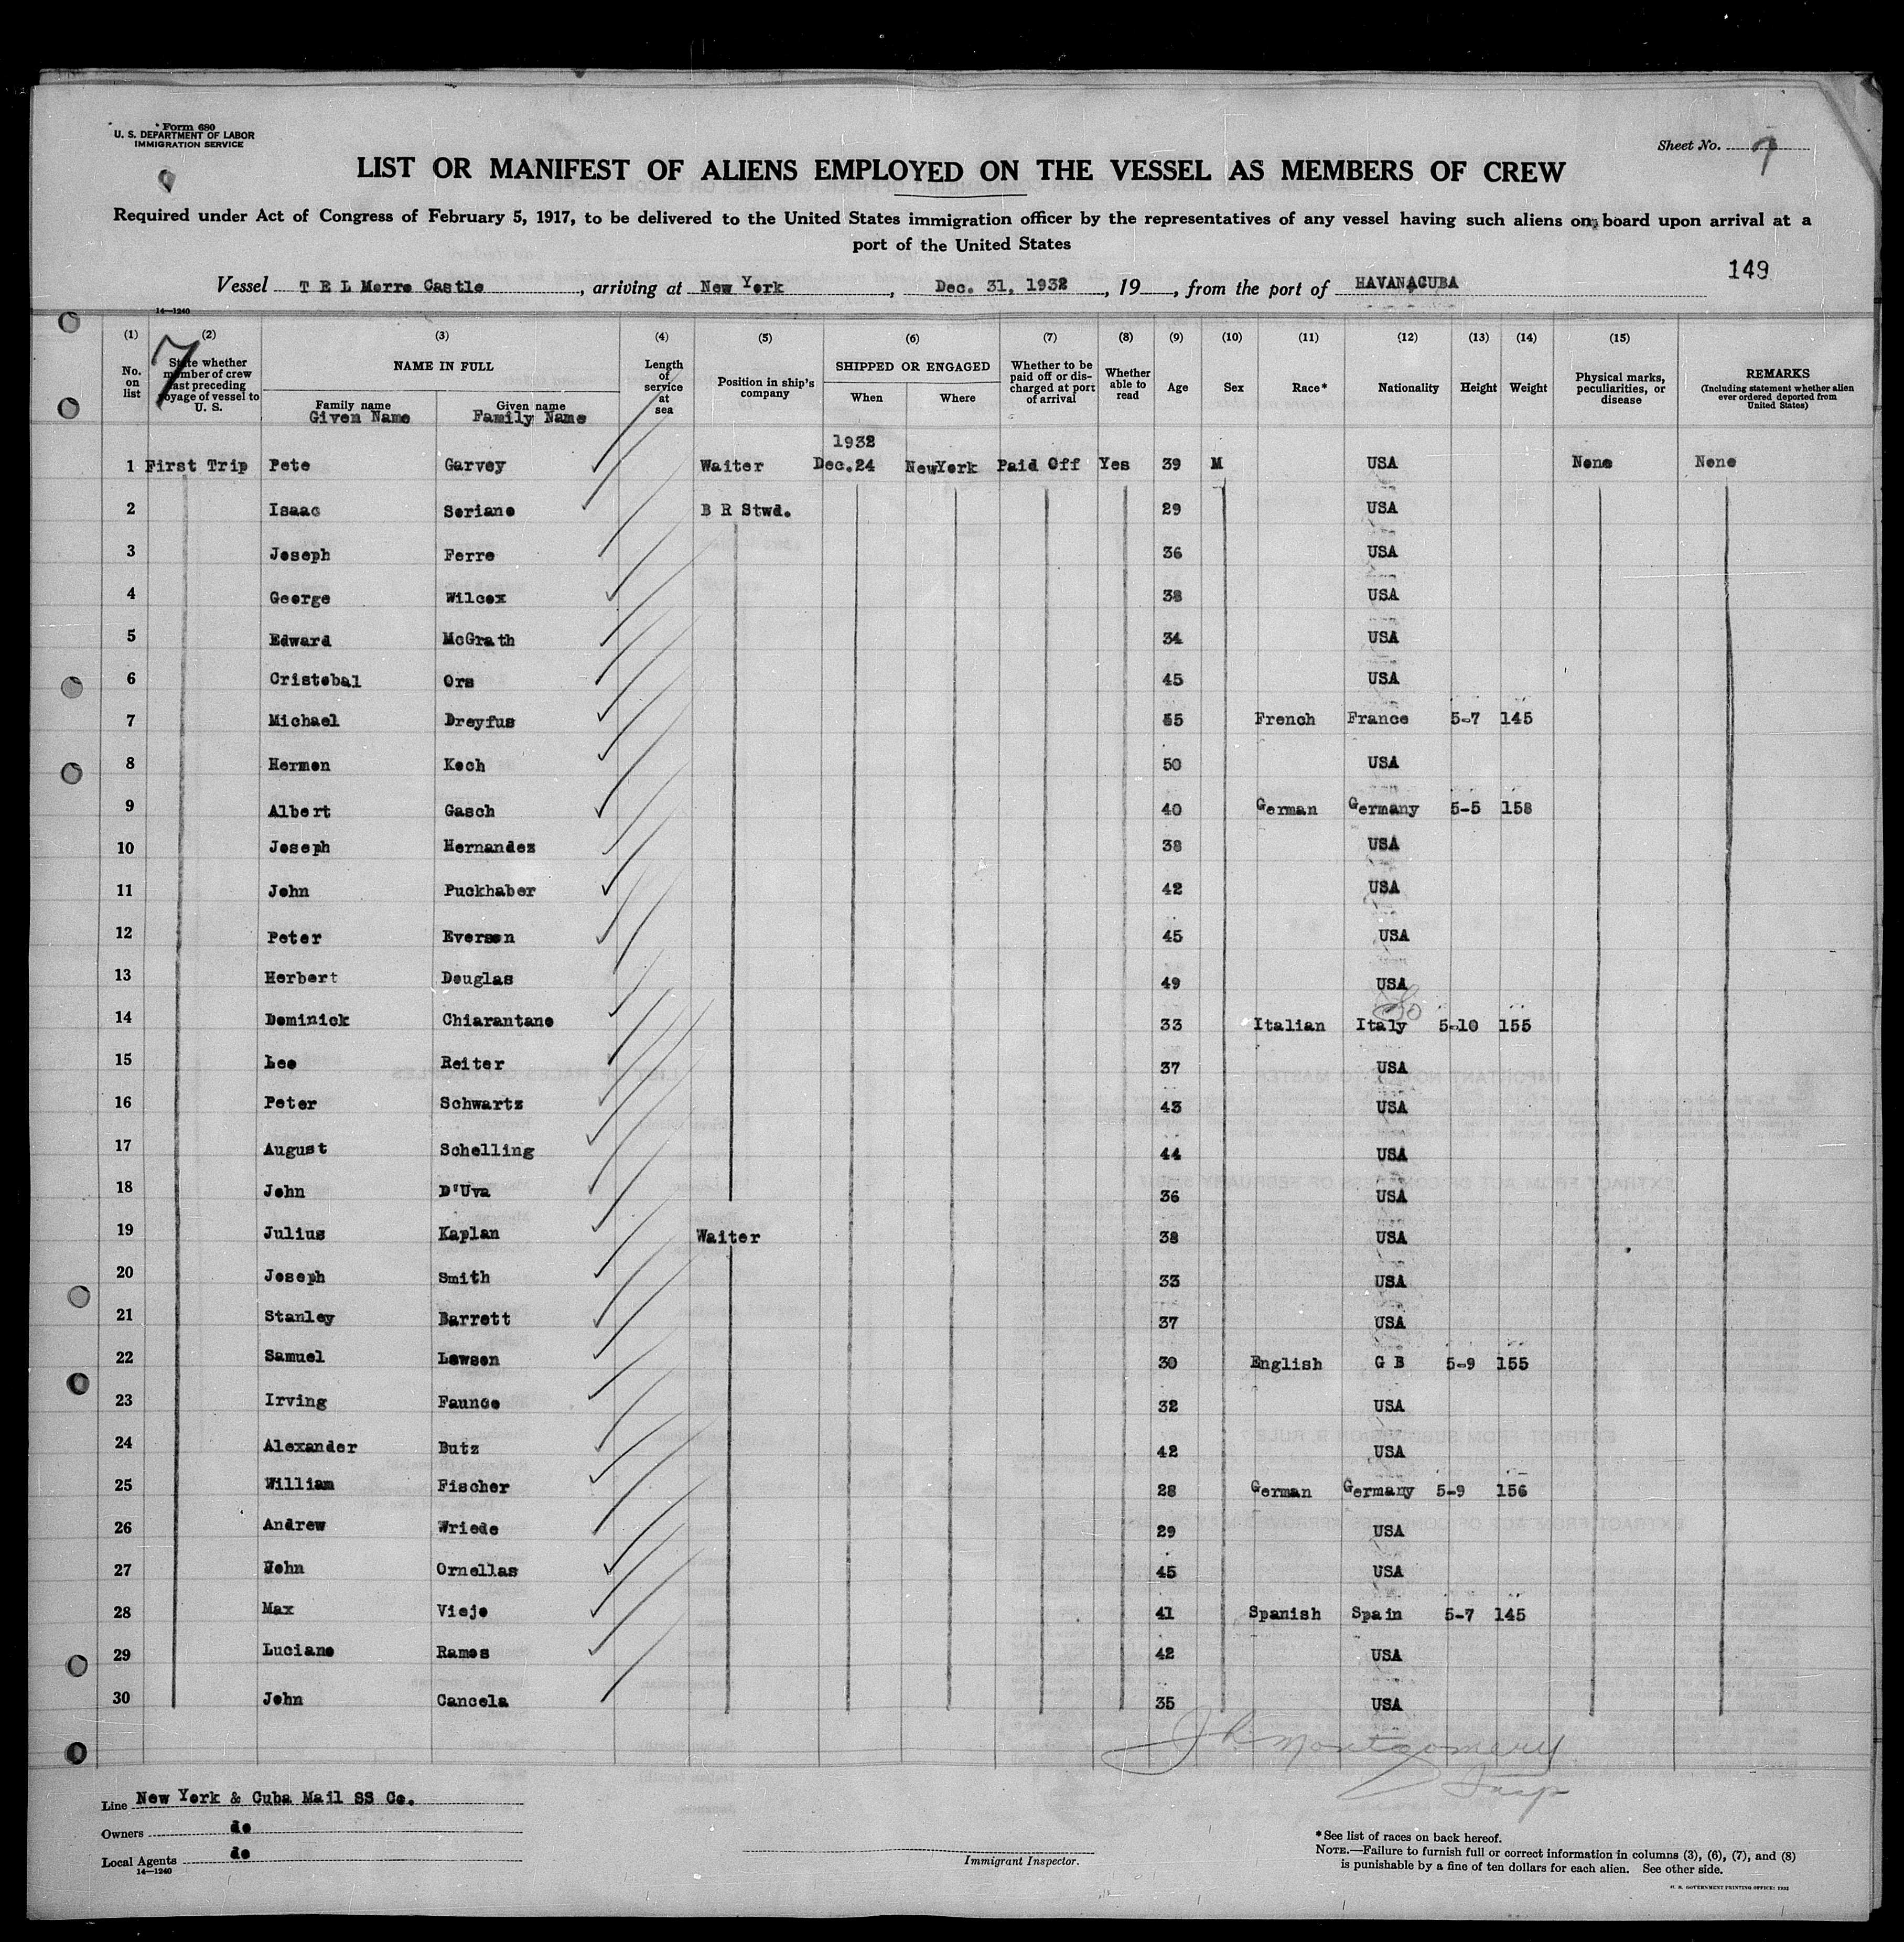 Form 680
U. S. DEPARTMENT OF LABOR
IMMIGRATION SERVICE
Sheet No. 7
LIST OR MANIFEST OF ALIENS EMPLOYED ON THE VESSEL AS MEMBERS OF CREW
Required under Act of Congress of February 5, 1917, to be delivered to the United States immigration officer by the representatives of any vessel having such aliens on board upon arrival at a
port of the United States
149
Vessel T E L Morro Castle, arriving at New York, Dec. 31, 1932, 19__, from the port of HAVANACUBA
14—1240
7
(1) (2) (3) (4) (5) (6) (7) (8) (9) (10) (11) (12) (13) (14) (15)
No. on list | State whether member of crew last preceding voyage of vessel to U. S. | NAME IN FULL | Length of service at sea | Position in ship's company | SHIPPED OR ENGAGED | Whether to be paid off or discharged at port of arrival | Whether able to read | Age | Sex | Race* | Nationality | Height | Weight | Physical marks, peculiarities, or disease | REMARKS (Including statement whether alien ever ordered deported from United States)
Family name | Given name | When | Where
Given Name | Family Name
1932
1 First Trip Pete Garvey Waiter Dec.24 NewYork Paid Off Yes 39 M USA None None
2 Isaac Soriano B R Stwd. 29 USA
3 Joseph Ferro 36 USA
4 George Wilcox 38 USA
5 Edward McGrath 34 USA
6 Cristobal Ors 45 USA
7 Michael Dreyfus 55 French France 5-7 145
8 Hermon Koch 50 USA
9 Albert Gasch 40 German Germany 5-5 158
10 Joseph Hernandez 38 USA
11 John Puckhaber 42 USA
12 Peter Everson 45 USA
13 Herbert Douglas 49 USA
14 Dominick Chiarantano 33 Italian Italy 5-10 155
15 Leo Reiter 37 USA
16 Peter Schwartz 43 USA
17 August Schelling 44 USA
18 John D'Uva 36 USA
19 Julius Kaplan Waiter 38 USA
20 Joseph Smith 33 USA
21 Stanley Barrett 37 USA
22 Samuel Lawson 30 English G B 5-9 155
23 Irving Faunce 32 USA
24 Alexander Butz 42 USA
25 William Fischer 28 German Germany 5-9 156
26 Andrew Wriede 29 USA
27 John Ornellas 45 USA
28 Max Viejo 41 Spanish Spain 5-7 145
29 Luciano Ramos 42 USA
30 John Cancela 35 USA
Montgomery
Insp
Line New York & Cuba Mail SS Co.
Owners do
Local Agents do
14—1240
Immigrant Inspector.
*See list of races on back hereof.
NOTE.—Failure to furnish full or correct information in columns (3), (6), (7), and (8)
is punishable by a fine of ten dollars for each alien. See other side.
U. S. GOVERNMENT PRINTING OFFICE: 1932